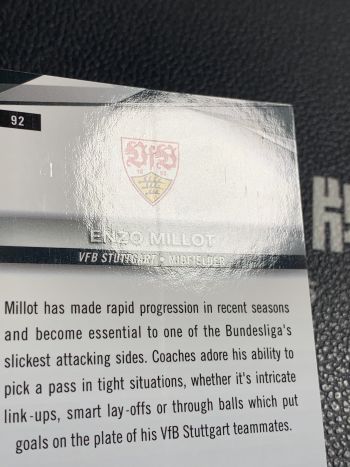 92
VfB
1893
ENZO MILLOT
VFB STUTTGART • MIDFIELDER
Millot has made rapid progression in recent seasons
and become essential to one of the Bundesliga's
slickest attacking sides. Coaches adore his ability to
pick a pass in tight situations, whether it's intricate
link-ups, smart lay-offs or through balls which put
goals on the plate of his VfB Stuttgart teammates.